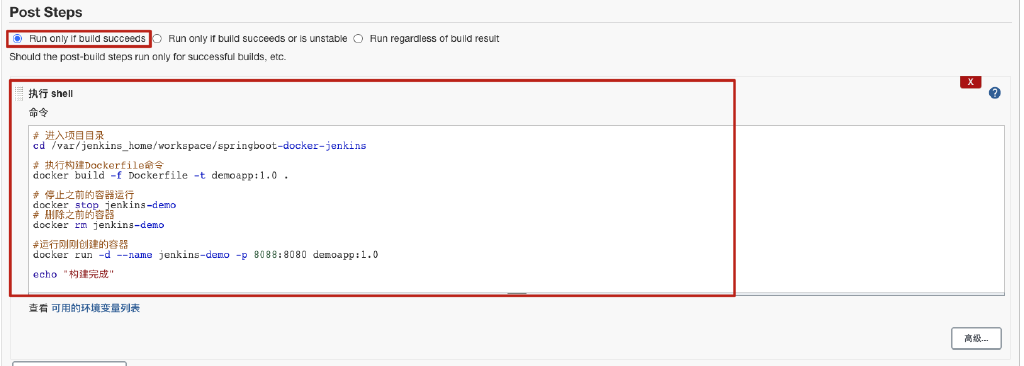 Post Steps
Run only if build succeeds Run only if build succeeds or is unstable Run regardless of build result
Should the post-build steps run only for successful builds, etc.
X
执行 shell ?
命令
# 进入项目目录
cd /var/jenkins_home/workspace/springboot-docker-jenkins
# 执行构建Dockerfile命令
docker build -f Dockerfile -t demoapp:1.0 .
# 停止之前的容器运行
docker stop jenkins-demo
# 删除之前的容器
docker rm jenkins-demo
#运行刚刚创建的容器
docker run -d --name jenkins-demo -p 8088:8080 demoapp:1.0
echo "构建完成"
查看 可用的环境变量列表
高级...